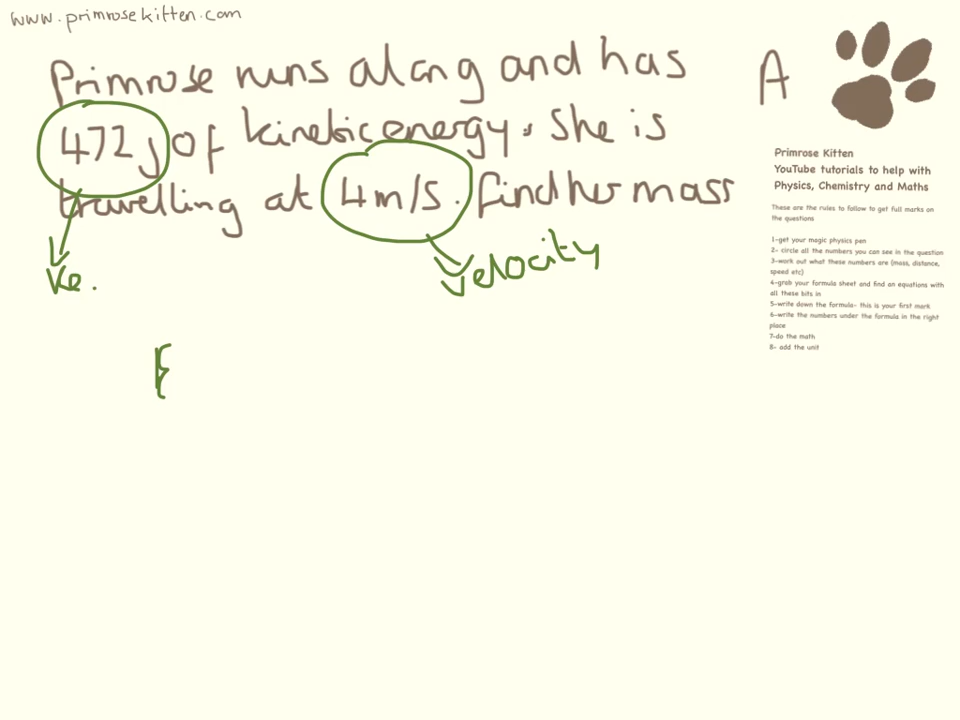 www.primrosekitten.com
Primrose runs along and has
472j of kinetic energy. She is
travelling at 4m/s. find her mass
A
Ke.
velocity
E
Primrose Kitten
YouTube tutorials to help with
Physics, Chemistry and Maths
These are the rules to follow to get full marks on
the questions
1-get your magic physics pen
2- circle all the numbers you can see in the question
3-work out what these numbers are (mass, distance,
speed etc)
4-grab your formula sheet and find an equations with
all these bits in
5-write down the formula- this is your first mark
6-write the numbers under the formula in the right
place
7-do the math
8- add the unit